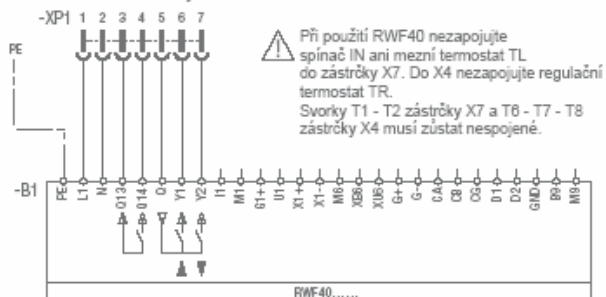 -XP1 1 2 3 4 5 6 7
PE
Při použití RWF40 nezapojujte
spínač IN ani mezní termostat TL
do zástrčky X7. Do X4 nezapojujte regulační
termostat TR.
Svorky T1 - T2 zástrčky X7 a T6 - T7 - T8
zástrčky X4 musí zůstat nespojené.
-B1
PE L1 N Q13 Q14 Q Y1 Y2 I1 M1 G1+ U1 X1+ X1- M6 XB6 XU6 G+ G- CA CB CG D1 D2 GND B9 M9
RWF40......